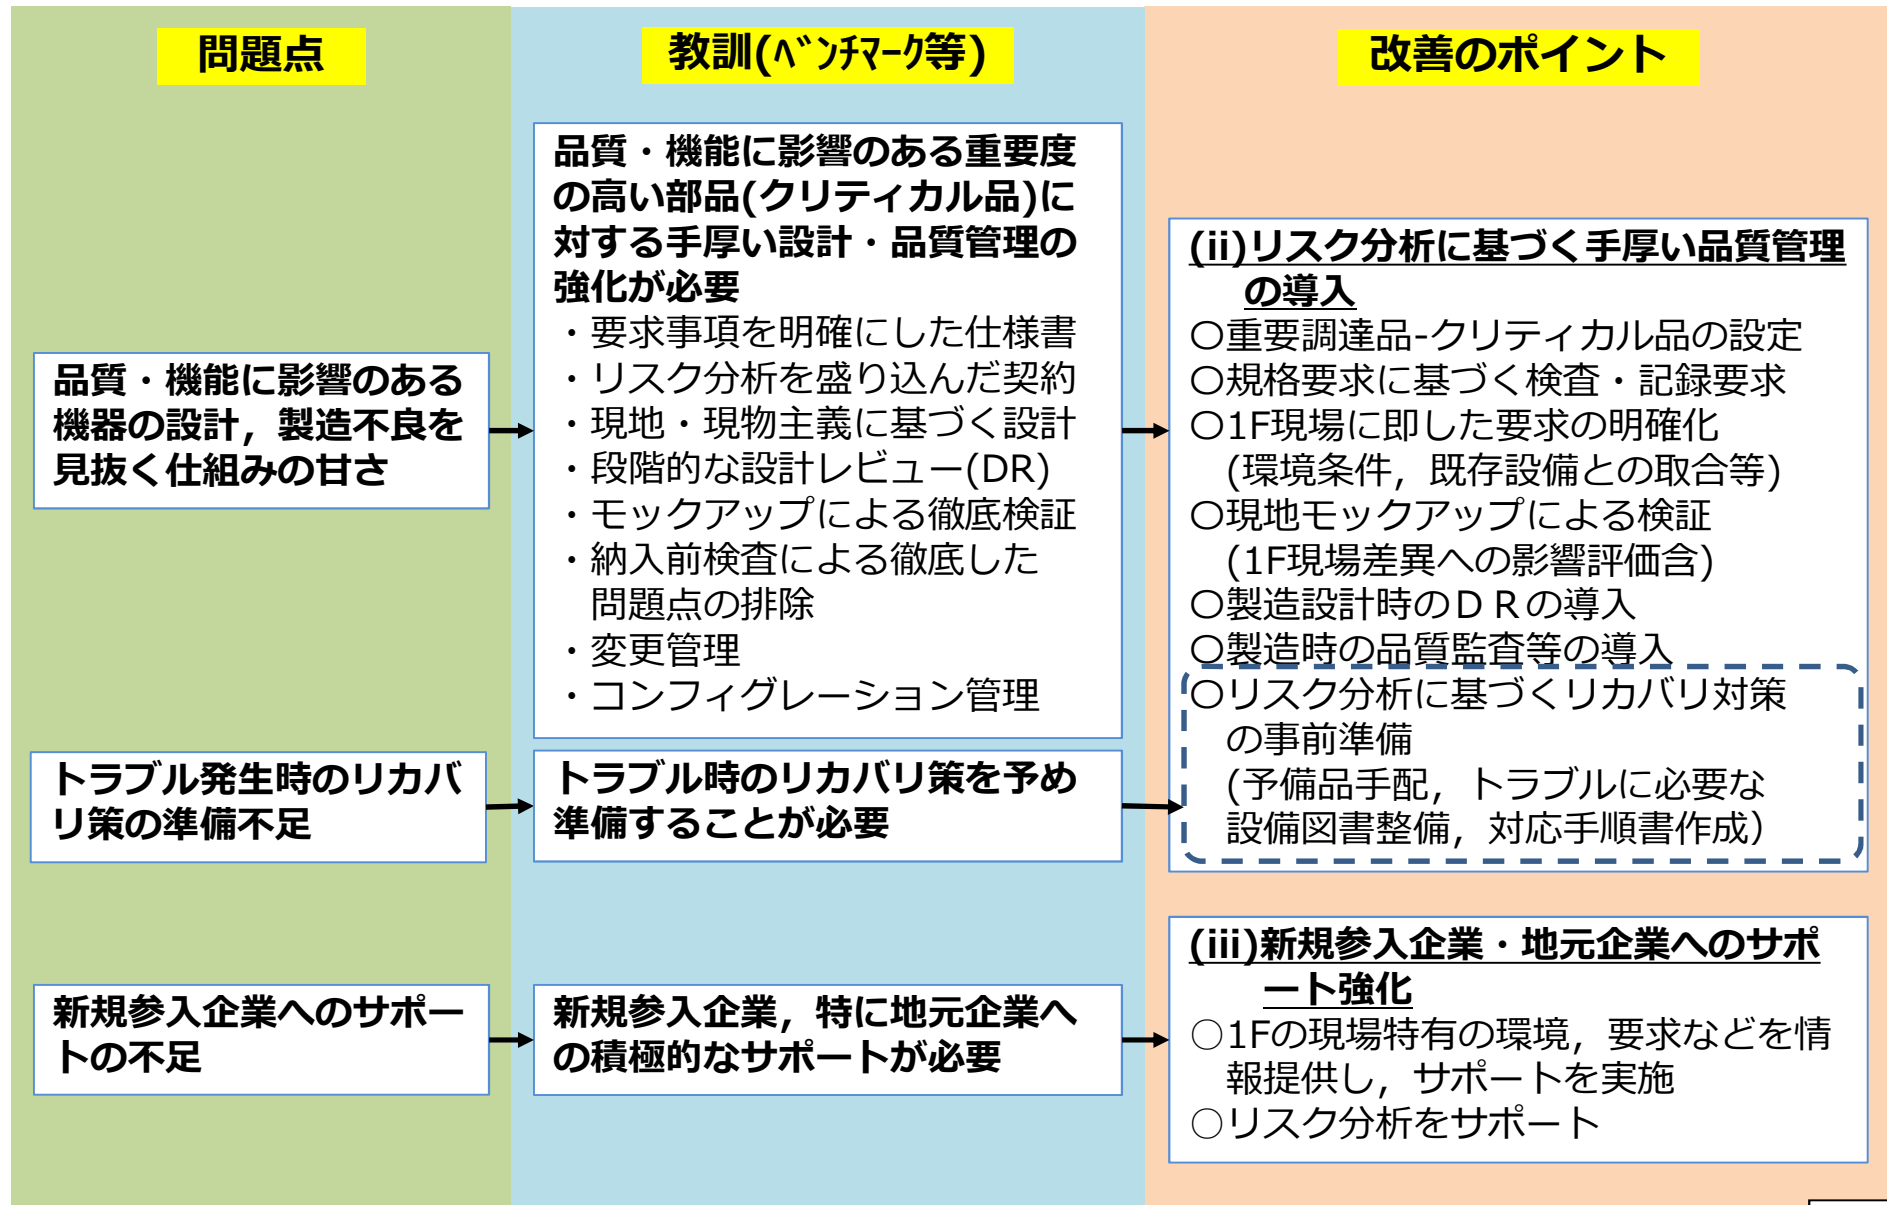 問題点
教訓(ﾍﾞﾝﾁﾏｰｸ等)
改善のポイント
品質・機能に影響のある
機器の設計，製造不良を
見抜く仕組みの甘さ
品質・機能に影響のある重要度
の高い部品(クリティカル品)に
対する手厚い設計・品質管理の
強化が必要
・要求事項を明確にした仕様書
・リスク分析を盛り込んだ契約
・現地・現物主義に基づく設計
・段階的な設計レビュー(DR)
・モックアップによる徹底検証
・納入前検査による徹底した
問題点の排除
・変更管理
・コンフィグレーション管理
(ii)リスク分析に基づく手厚い品質管理
の導入
〇重要調達品-クリティカル品の設定
〇規格要求に基づく検査・記録要求
〇1F現場に即した要求の明確化
(環境条件，既存設備との取合等)
〇現地モックアップによる検証
(1F現場差異への影響評価含)
〇製造設計時のＤＲの導入
〇製造時の品質監査等の導入
〇リスク分析に基づくリカバリ対策
の事前準備
(予備品手配，トラブルに必要な
設備図書整備，対応手順書作成）
トラブル発生時のリカバ
リ策の準備不足
トラブル時のリカバリ策を予め
準備することが必要
新規参入企業へのサポー
トの不足
新規参入企業，特に地元企業へ
の積極的なサポートが必要
(iii)新規参入企業・地元企業へのサポ
ート強化
○1Fの現場特有の環境，要求などを情
報提供し，サポートを実施
○リスク分析をサポート